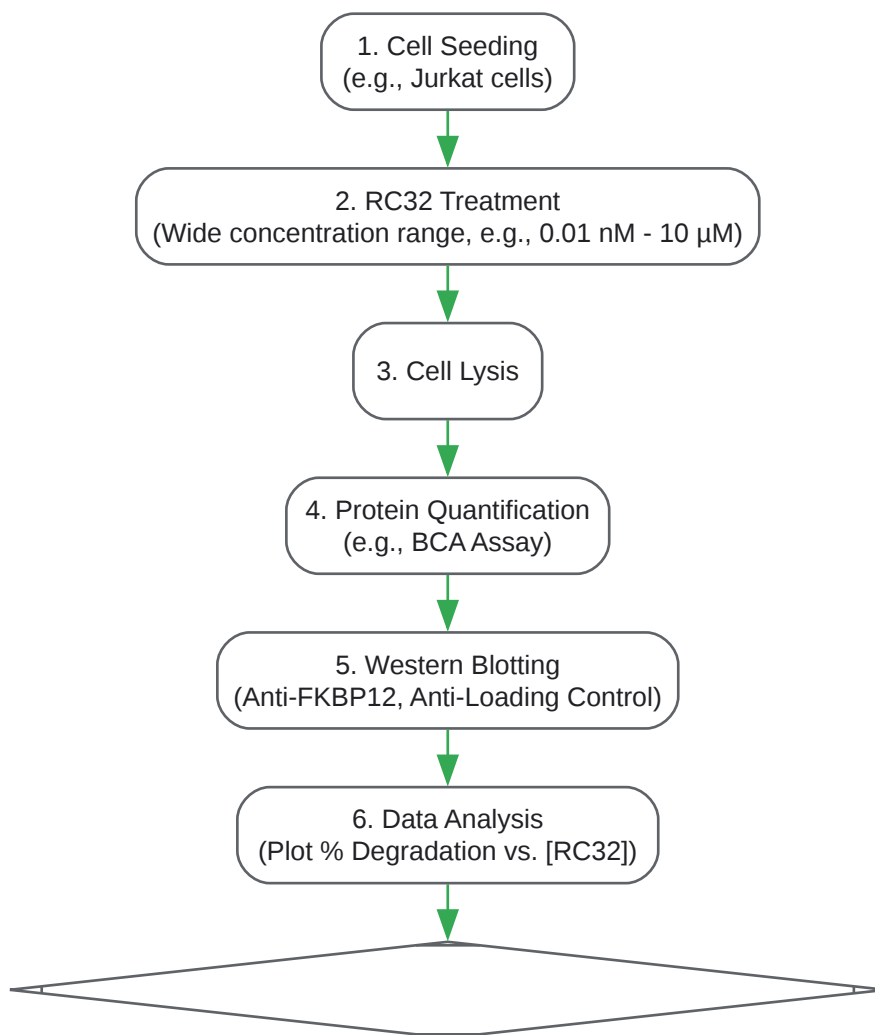 1. Cell Seeding
(e.g., Jurkat cells)
2. RC32 Treatment
(Wide concentration range, e.g., 0.01 nM - 10 µM)
3. Cell Lysis
4. Protein Quantification
(e.g., BCA Assay)
5. Western Blotting
(Anti-FKBP12, Anti-Loading Control)
6. Data Analysis
(Plot % Degradation vs. [RC32])